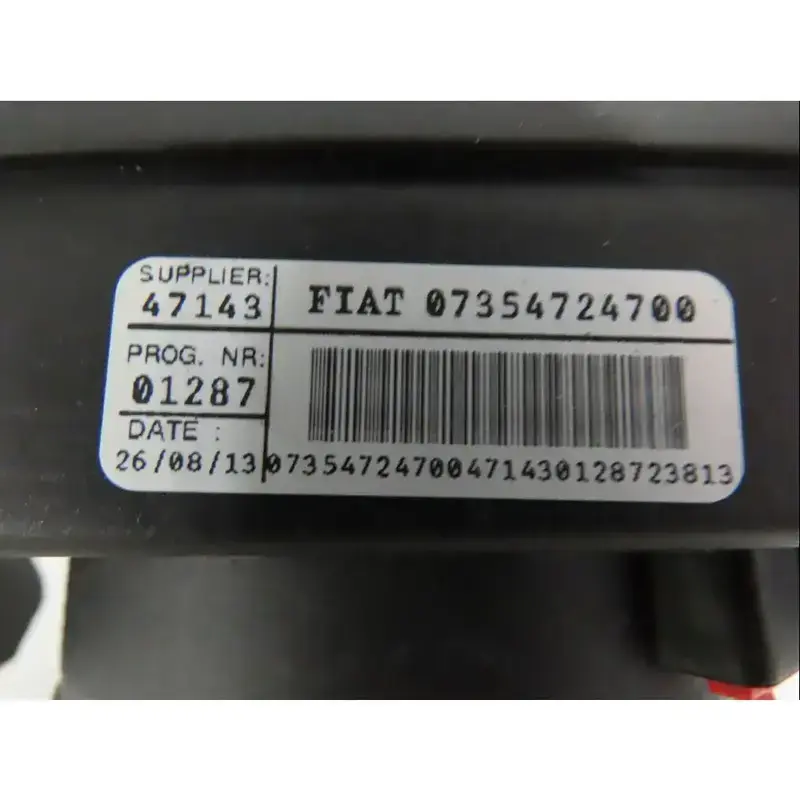 SUPPLIER:
47143
FIAT 07354724700
PROG. NR:
01287
DATE :
26/08/13
07354724700471430128723813